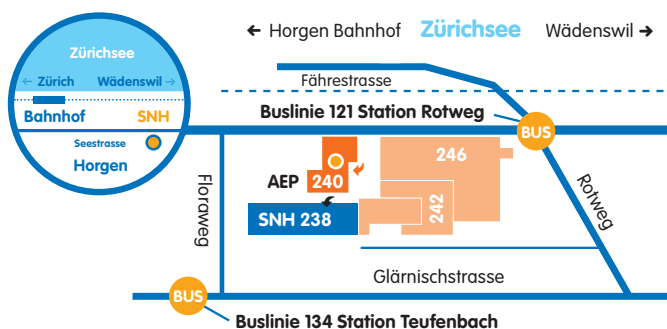 Zürichsee
← Zürich Wädenswil →
Bahnhof SNH
Seestrasse
Horgen
← Horgen Bahnhof Zürichsee Wädenswil →
Fährestrasse
Buslinie 121 Station Rotweg
BUS
AEP 240
246
242
SNH 238
Floraweg
Rotweg
Glärnischstrasse
BUS
Buslinie 134 Station Teufenbach